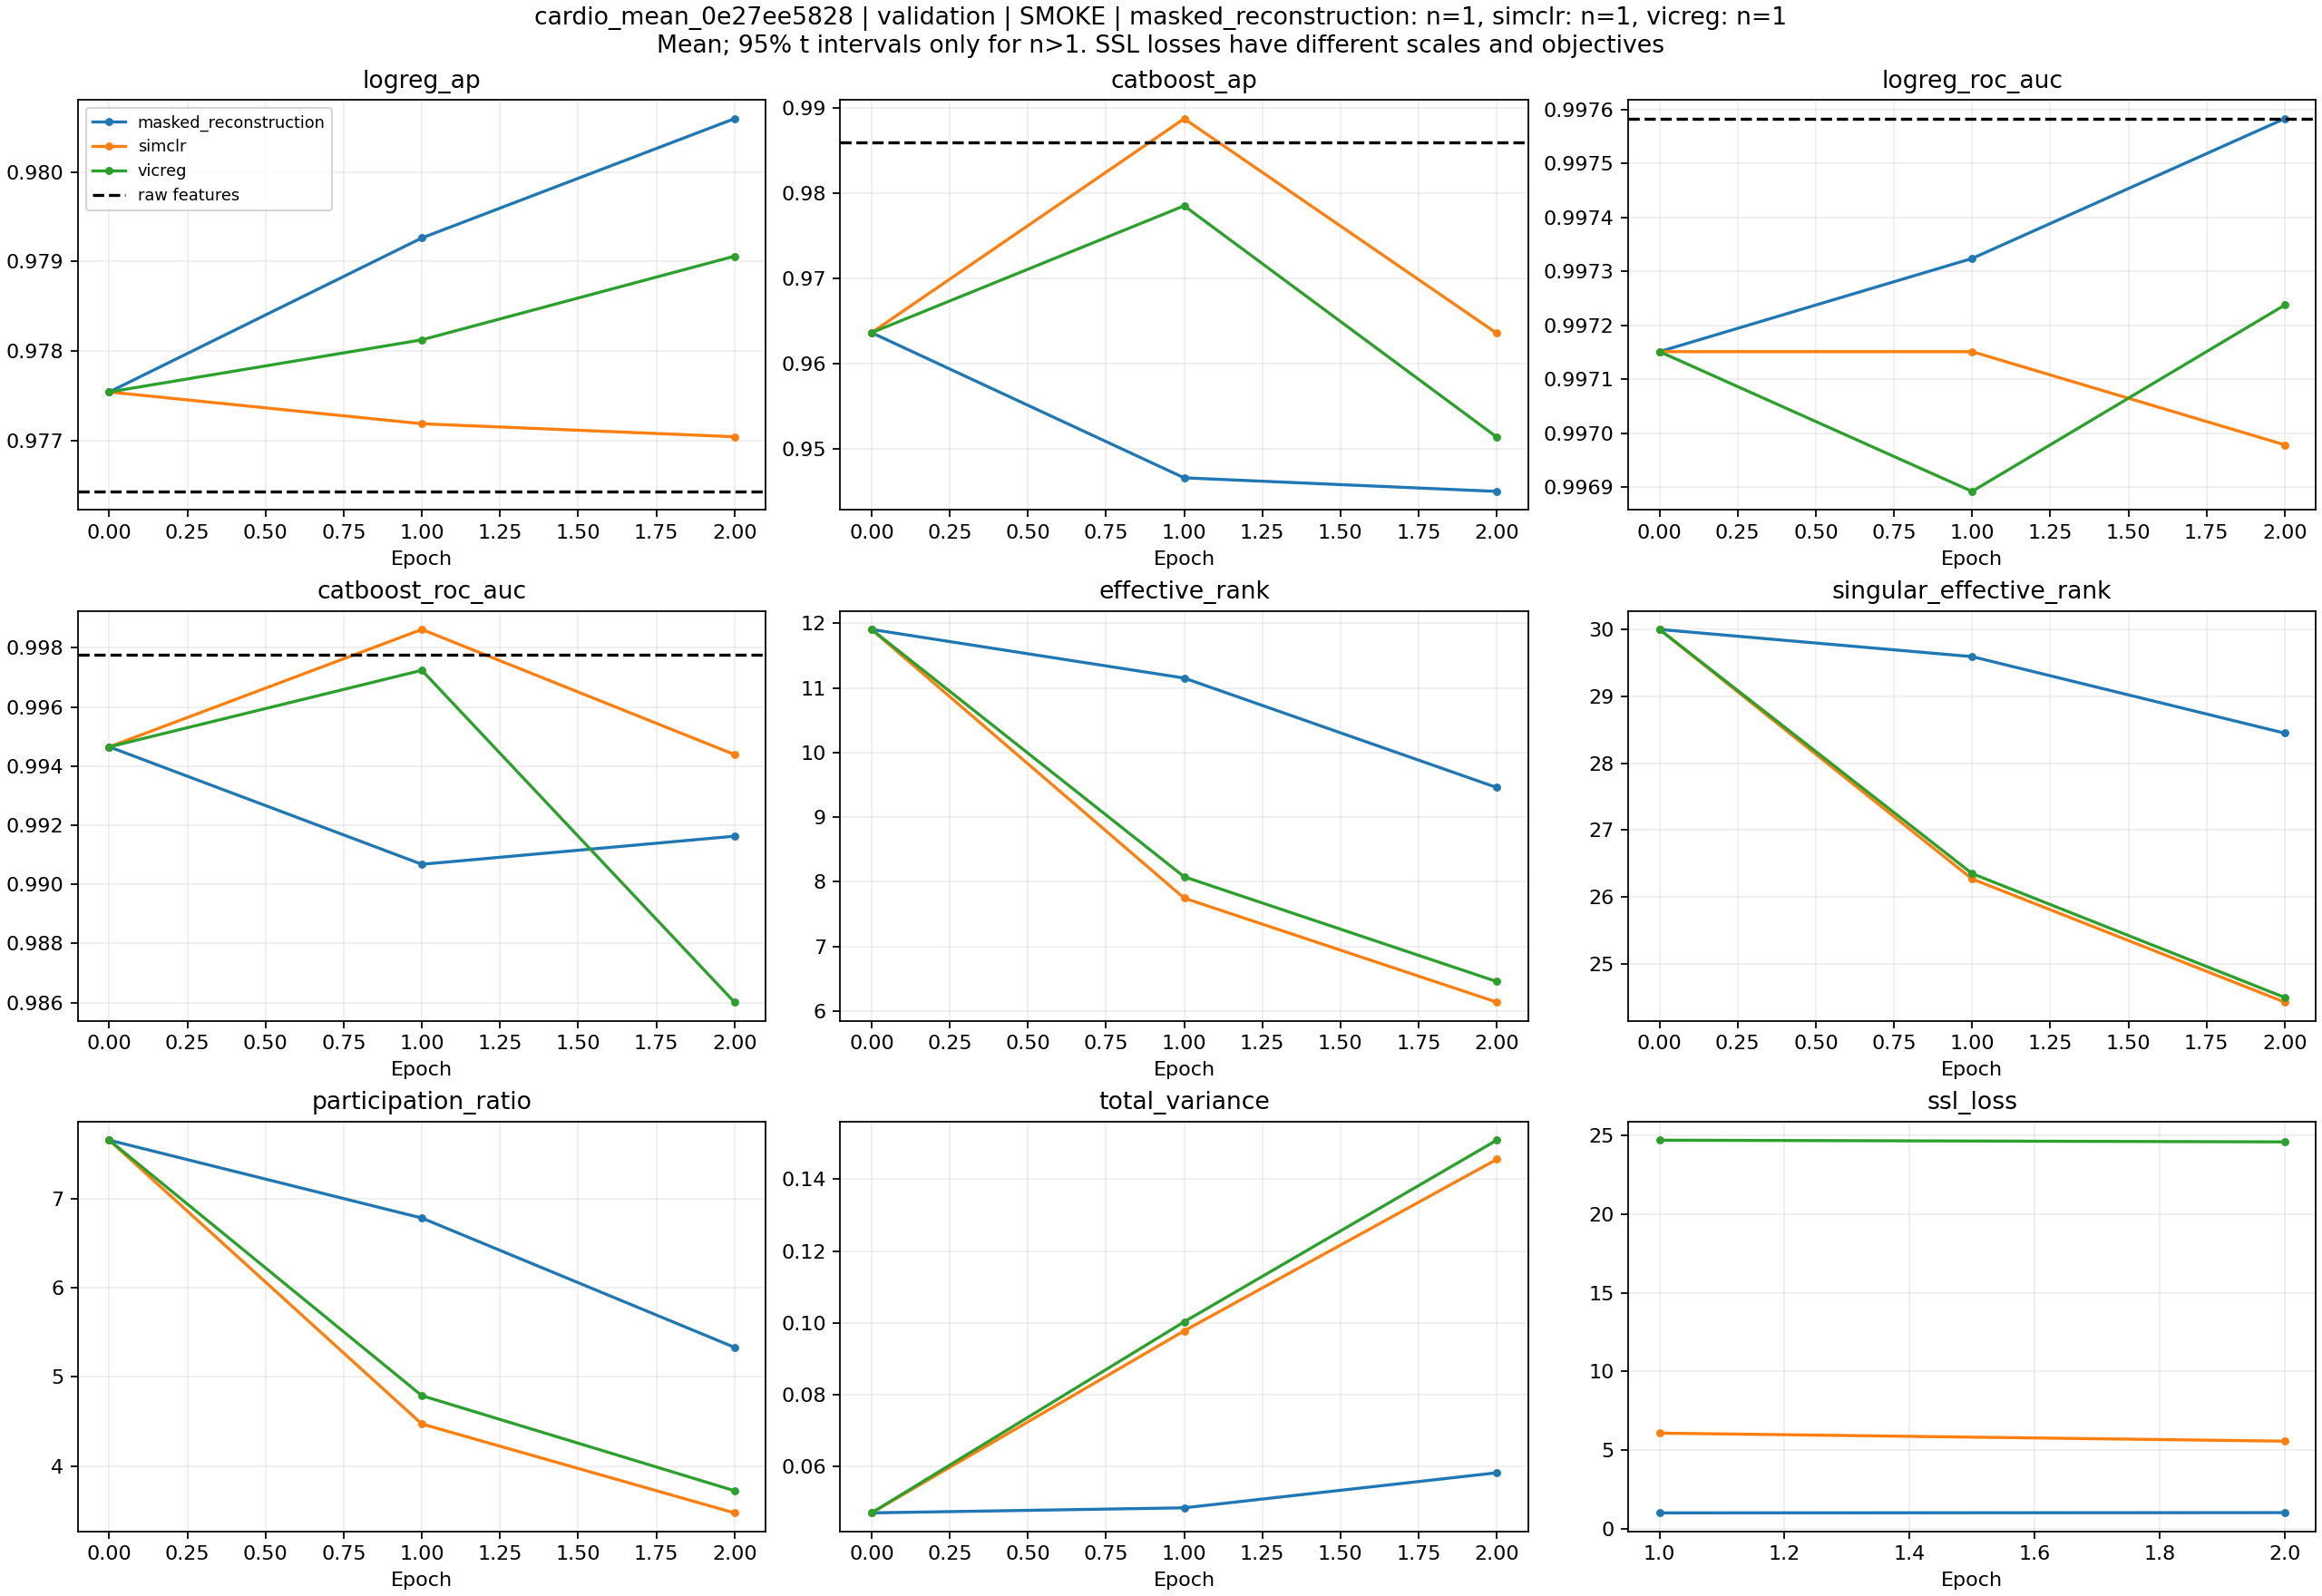 cardio_mean_0e27ee5828 | validation | SMOKE | masked_reconstruction: n=1, simclr: n=1, vicreg: n=1
Mean; 95% t intervals only for n>1. SSL losses have different scales and objectives
logreg_ap
masked_reconstruction
simclr
vicreg
raw features
0.980
0.979
0.978
0.977
0.00 0.25 0.50 0.75 1.00 1.25 1.50 1.75 2.00
Epoch
catboost_ap
0.99
0.98
0.97
0.96
0.95
0.00 0.25 0.50 0.75 1.00 1.25 1.50 1.75 2.00
Epoch
logreg_roc_auc
0.9976
0.9975
0.9974
0.9973
0.9972
0.9971
0.9970
0.9969
0.00 0.25 0.50 0.75 1.00 1.25 1.50 1.75 2.00
Epoch
catboost_roc_auc
0.998
0.996
0.994
0.992
0.990
0.988
0.986
0.00 0.25 0.50 0.75 1.00 1.25 1.50 1.75 2.00
Epoch
effective_rank
12
11
10
9
8
7
6
0.00 0.25 0.50 0.75 1.00 1.25 1.50 1.75 2.00
Epoch
singular_effective_rank
30
29
28
27
26
25
0.00 0.25 0.50 0.75 1.00 1.25 1.50 1.75 2.00
Epoch
participation_ratio
7
6
5
4
0.00 0.25 0.50 0.75 1.00 1.25 1.50 1.75 2.00
Epoch
total_variance
0.14
0.12
0.10
0.08
0.06
0.00 0.25 0.50 0.75 1.00 1.25 1.50 1.75 2.00
Epoch
ssl_loss
25
20
15
10
5
0
1.0 1.2 1.4 1.6 1.8 2.0
Epoch